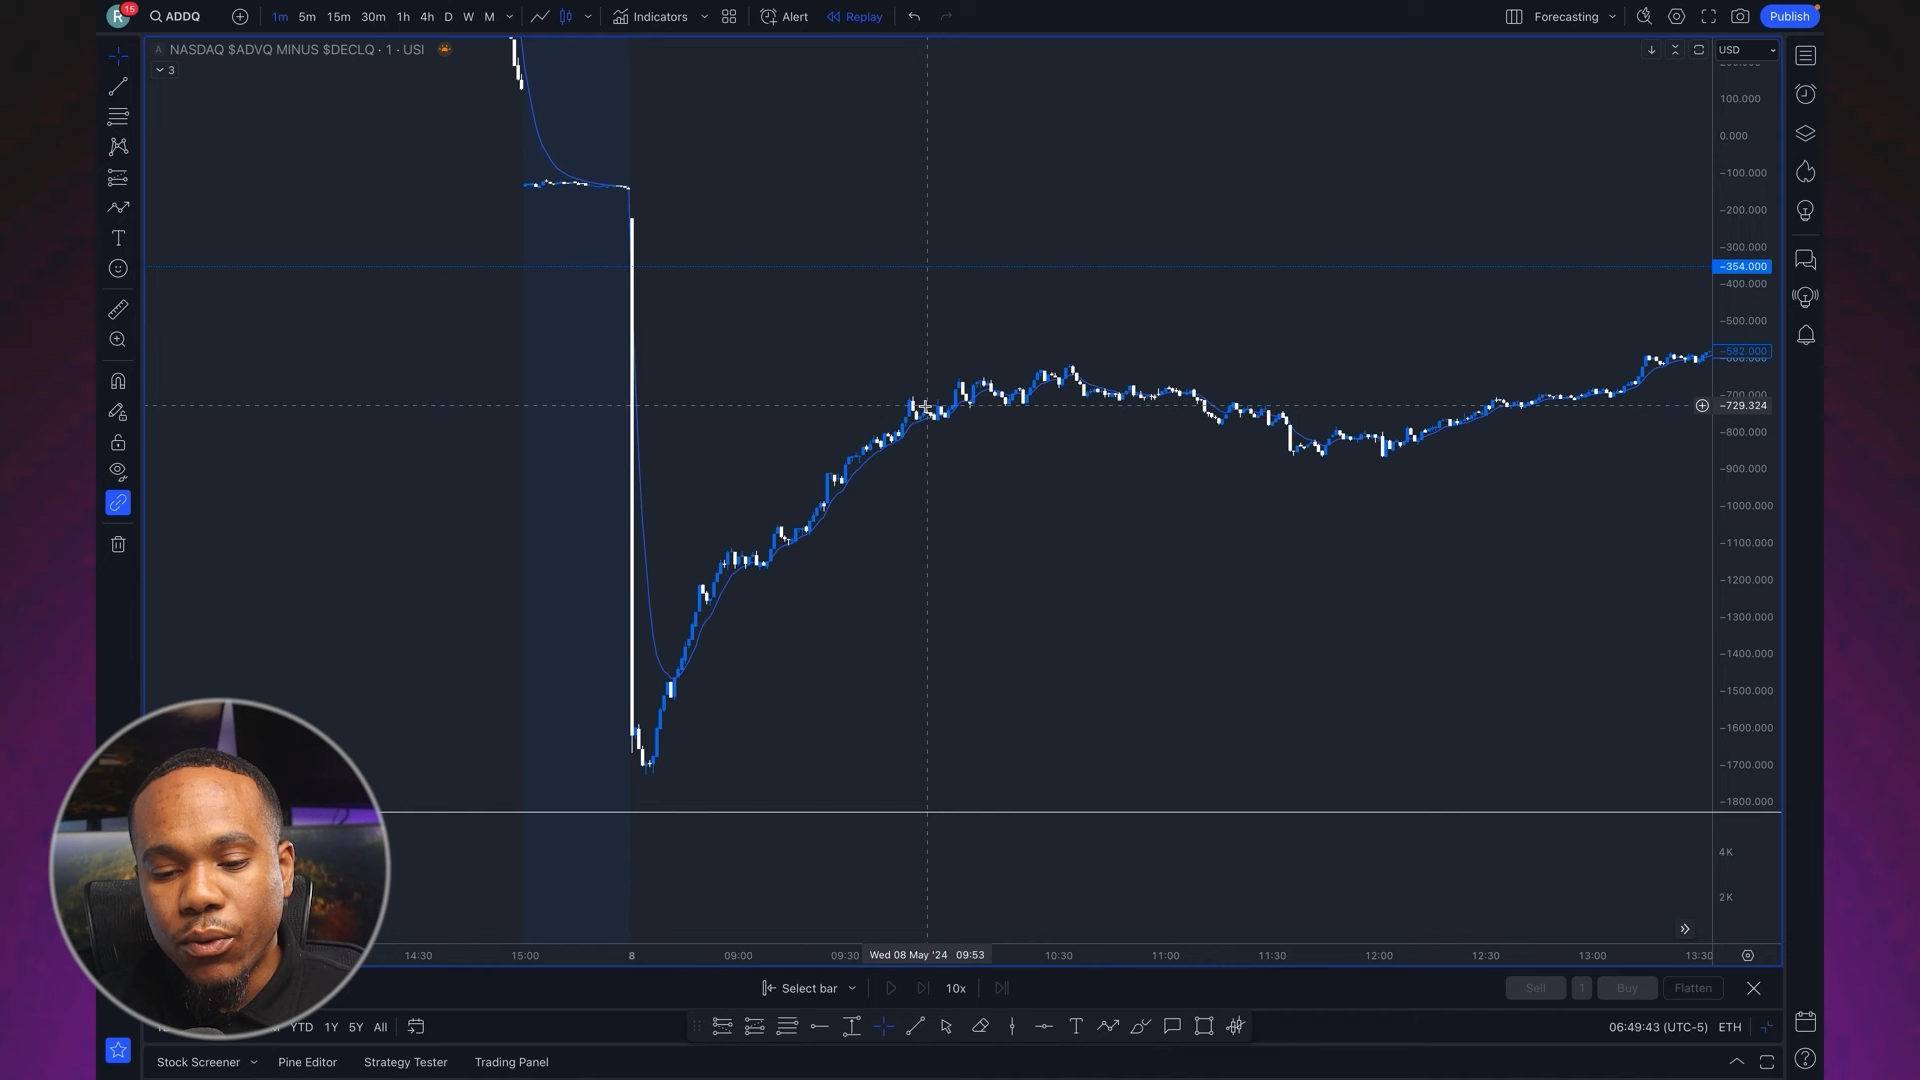 R 15 ADDQ 1m 5m 15m 30m 1h 4h D W M Indicators Alert Replay Forecasting Publish
A NASDAQ $ADVQ MINUS $DECLQ · 1 · USI
USD
3
100.000
0.000
−100.000
−200.000
−300.000
−354.000
−400.000
−500.000
−582.000
−729.324
−800.000
−900.000
−1000.000
−1100.000
−1200.000
−1300.000
−1400.000
−1500.000
−1600.000
−1700.000
−1800.000
4K
2K
14:30 15:00 8 09:00 09:30 Wed 08 May '24 09:53 10:30 11:00 11:30 12:00 12:30 13:00 13:30
Select bar 10x Sell 1 Buy Flatten
YTD 1Y 5Y All 06:49:43 (UTC-5) ETH
Stock Screener Pine Editor Strategy Tester Trading Panel